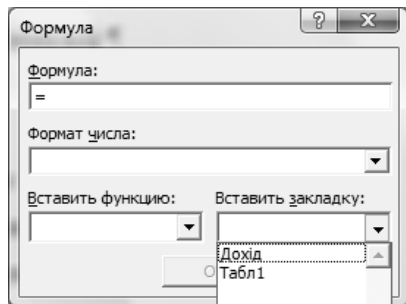 Формула
Формула:
=
Формат числа:
Вставить функцию: Вставить закладку:
Дохід
Табл1